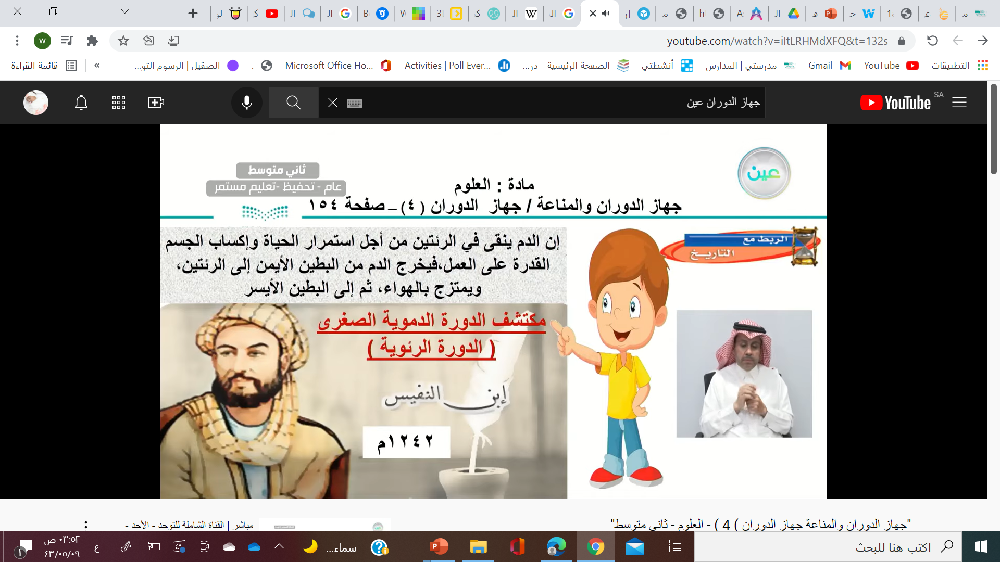 youtube.com/watch?v=iItLRHMdXFQ&t=132s
W
التطبيقات
YouTube
Gmail
مدرستي | المدارس
أنشطتي
الصفحة الرئيسية - در...
Activities | Poll Ever...
Microsoft Office Ho...
.
الصقيل | الرسوم التو...
»
قائمة القراءة
YouTube SA
جهاز الدوران عين
عين
ثاني متوسط
عام - تحفيظ -تعليم مستمر
مادة : العلوم
جهاز الدوران والمناعة / جهاز الدوران (٤) – صفحة ١٥٤
الربط مع
التاريخ
إن الدم ينقى في الرئتين من أجل استمرار الحياة وإكساب الجسم
القدرة على العمل،فيخرج الدم من البطين الأيمن إلى الرئتين،
ويمتزج بالهواء، ثم إلى البطين الأيسر
مكتشف الدورة الدموية الصغرى
( الدورة الرئوية )
إبن النفيس
١٢٤٢م
"جهاز الدوران والمناعة جهاز الدوران ( 4 ) - العلوم - ثاني متوسط"
مباشر | القناة الشاملة للتوحد - الأحد -
اكتب هنا للبحث
سماء...
ع
٠٣:٥٢ ص
٤٣/٠٥/٠٩
١